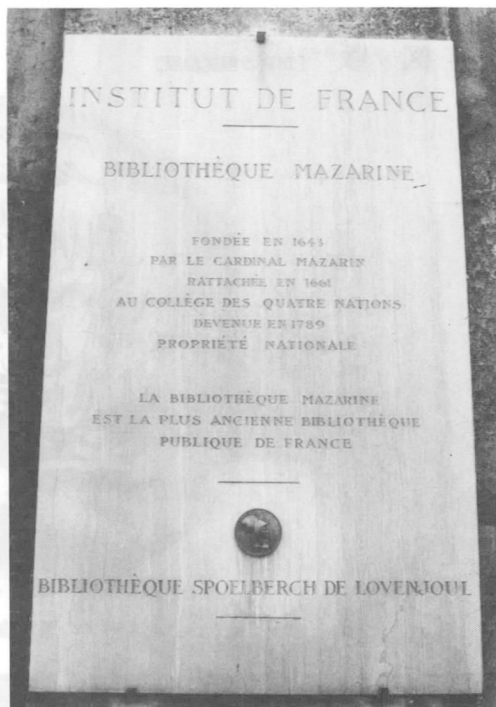 INSTITUT DE FRANCE
BIBLIOTHÈQUE MAZARINE
FONDÉE EN 1643
PAR LE CARDINAL MAZARIN
RATTACHÉE EN 1661
AU COLLÈGE DES QUATRE NATIONS
DEVENUE EN 1789
PROPRIÉTÉ NATIONALE
LA BIBLIOTHÈQUE MAZARINE
EST LA PLUS ANCIENNE BIBLIOTHÈQUE
PUBLIQUE DE FRANCE
BIBLIOTHÈQUE SPOELBERCH DE LOVENJOUL